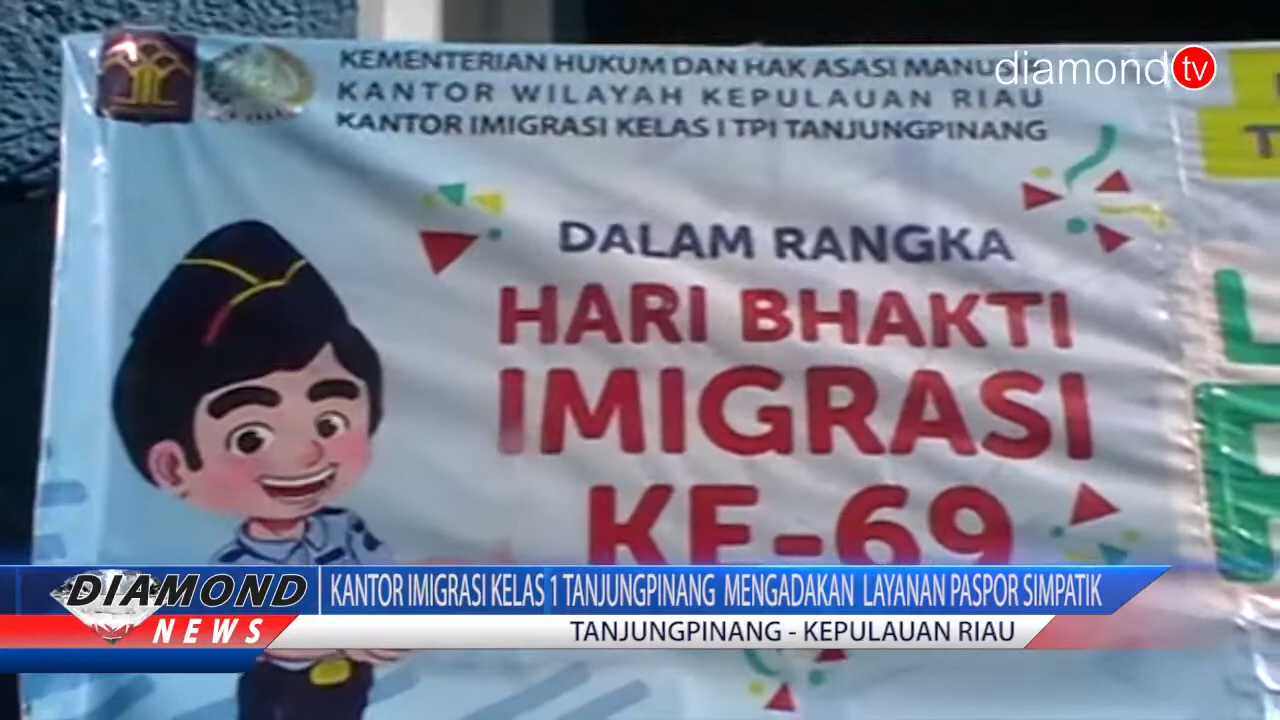 KEMENTERIAN HUKUM DAN HAK ASASI
KANTOR WILAYAH KEPULAUAN RIAU
KANTOR IMIGRASI KELAS I TPI TANJUNGPINANG
diamond tv
DALAM RANGKA
HARI BHAKTI
IMIGRASI
KE-69
DIAMOND
NEWS
KANTOR IMIGRASI KELAS 1 TANJUNGPINANG MENGADAKAN LAYANAN PASPOR SIMPATIK
TANJUNGPINANG - KEPULAUAN RIAU